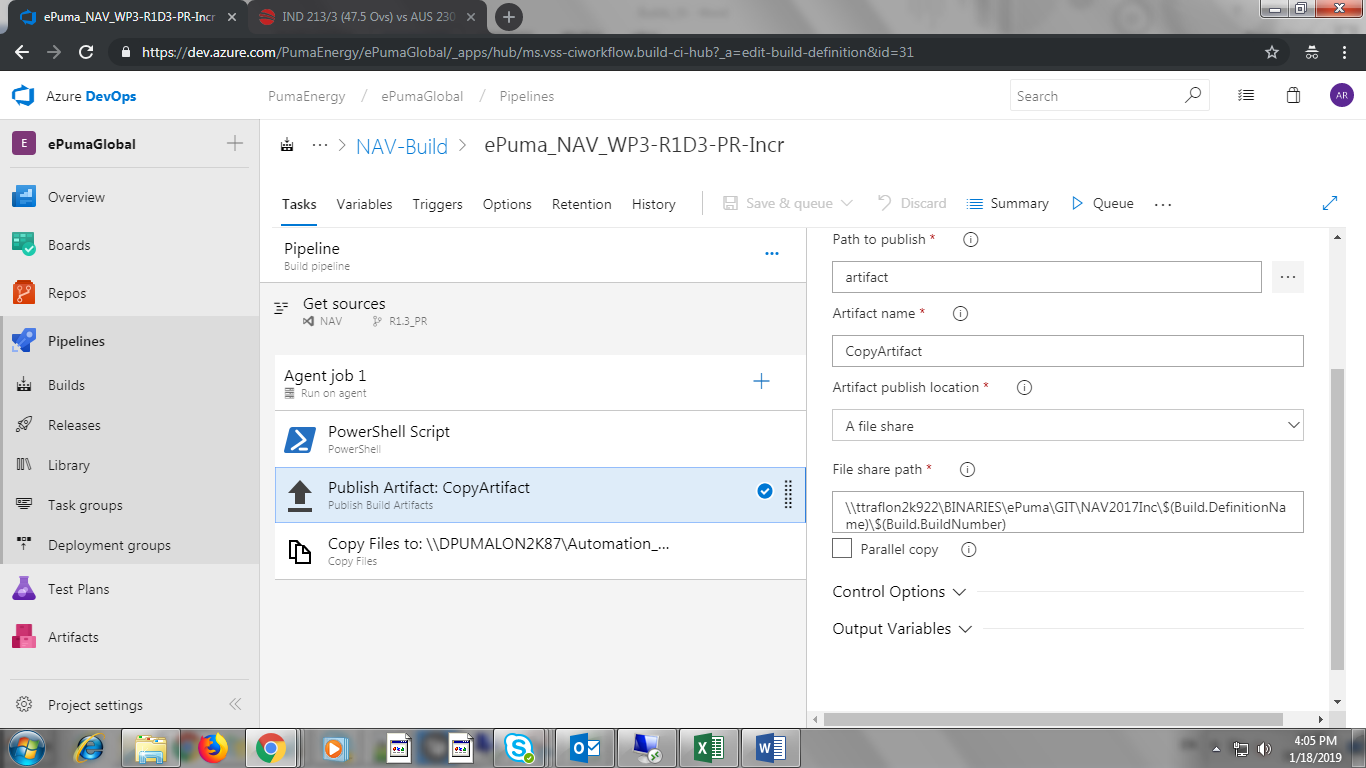 ePuma_NAV_WP3-R1D3-PR-Incr
IND 213/3 (47.5 Ovs) vs AUS 230
https://dev.azure.com/PumaEnergy/ePumaGlobal/_apps/hub/ms.vss-ciworkflow.build-ci-hub?_a=edit-build-definition&id=31
Azure DevOps
PumaEnergy / ePumaGlobal / Pipelines
Search
AR
E ePumaGlobal
Overview
Boards
Repos
Pipelines
Builds
Releases
Library
Task groups
Deployment groups
Test Plans
Artifacts
Project settings
··· > NAV-Build > ePuma_NAV_WP3-R1D3-PR-Incr
Tasks Variables Triggers Options Retention History Save & queue Discard Summary Queue ...
Pipeline
Build pipeline
Get sources
NAV R1.3_PR
Agent job 1
Run on agent
PowerShell Script
PowerShell
Publish Artifact: CopyArtifact
Publish Build Artifacts
Copy Files to: \\DPUMALON2K87\Automation_...
Copy Files
Path to publish *
artifact
...
Artifact name *
CopyArtifact
Artifact publish location *
A file share
File share path *
\\ttraflon2k922\BINARIES\ePuma\GIT\NAV2017Inc\$(Build.DefinitionNa
me)\$(Build.BuildNumber)
Parallel copy
Control Options
Output Variables
4:05 PM
1/18/2019